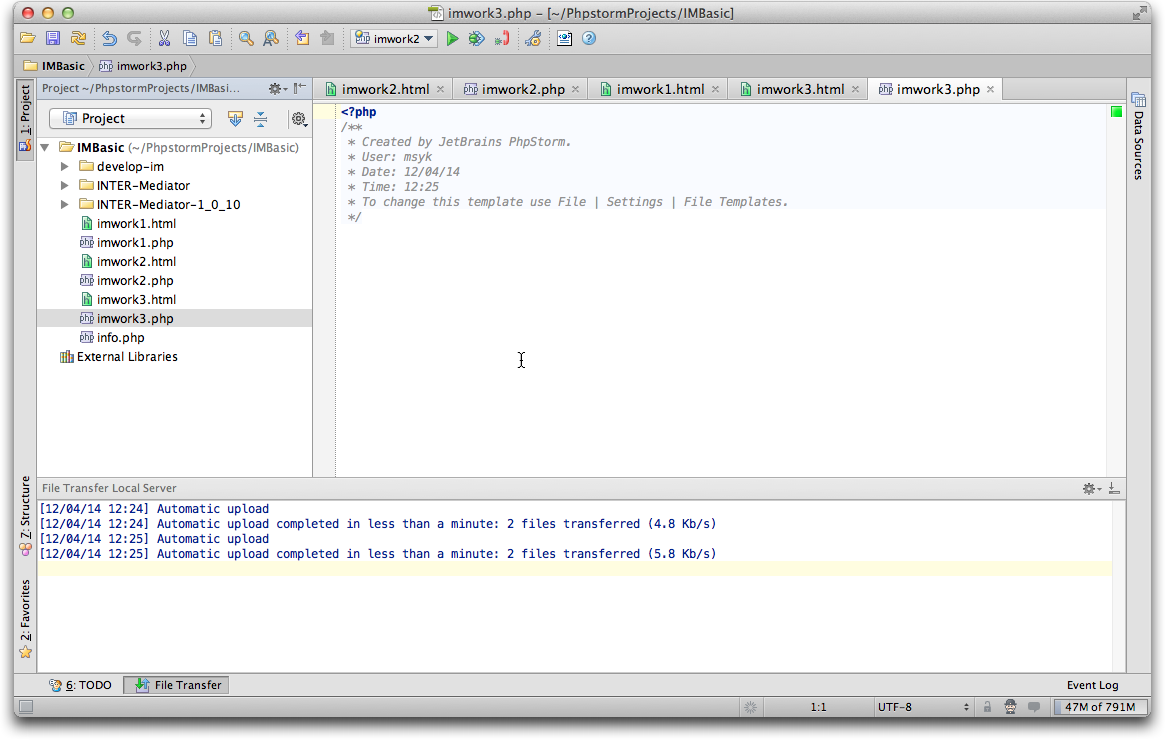 imwork3.php – [~/PhpstormProjects/IMBasic]
imwork2
IMBasic
imwork3.php
1: Project
Project ~/PhpstormProjects/IMBasi...
Project
IMBasic (~/PhpstormProjects/IMBasic)
develop-im
INTER-Mediator
INTER-Mediator-1_0_10
imwork1.html
imwork1.php
imwork2.html
imwork2.php
imwork3.html
imwork3.php
info.php
External Libraries
imwork2.html
imwork2.php
imwork1.html
imwork3.html
imwork3.php
<?php
/**
* Created by JetBrains PhpStorm.
* User: msyk
* Date: 12/04/14
* Time: 12:25
* To change this template use File | Settings | File Templates.
*/
Data Sources
Z: Structure
2: Favorites
File Transfer Local Server
[12/04/14 12:24] Automatic upload
[12/04/14 12:24] Automatic upload completed in less than a minute: 2 files transferred (4.8 Kb/s)
[12/04/14 12:25] Automatic upload
[12/04/14 12:25] Automatic upload completed in less than a minute: 2 files transferred (5.8 Kb/s)
6: TODO
File Transfer
Event Log
1:1
UTF-8
47M of 791M